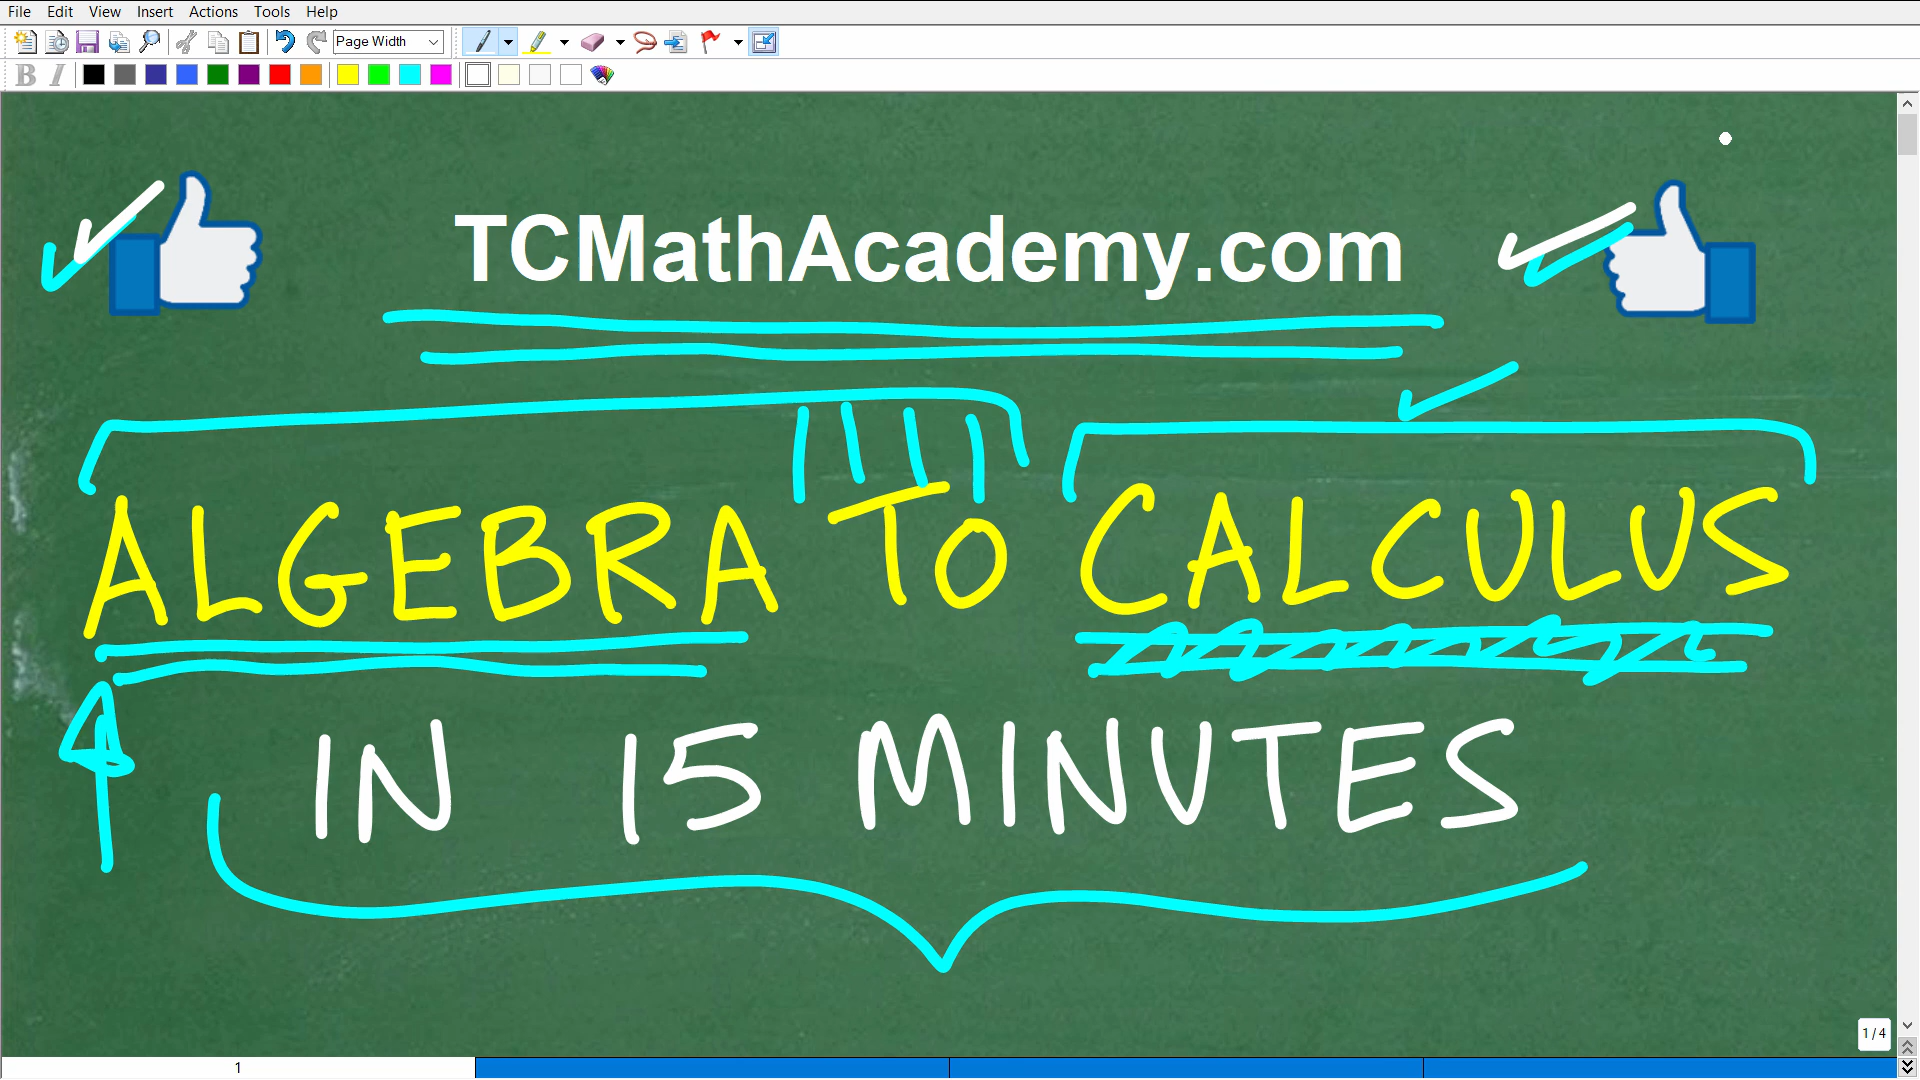 File Edit View Insert Actions Tools Help
Page Width
B I
TCMathAcademy.com
ALGEBRA TO CALCULUS
IN 15 MINUTES
1 / 4
1